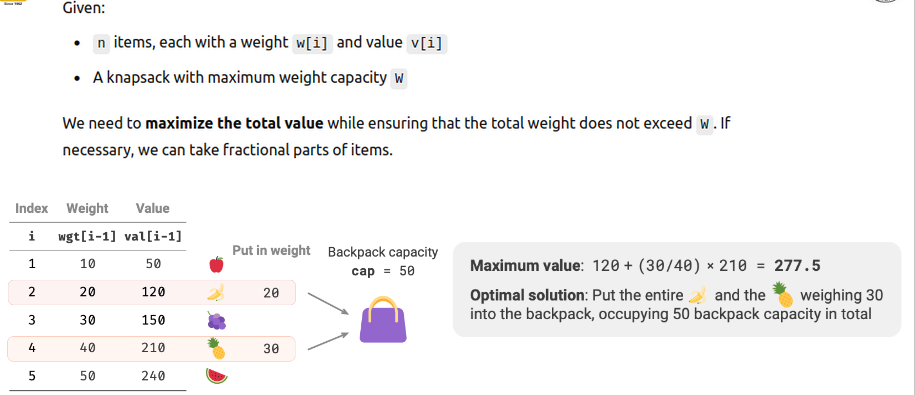 Since 1962
Given:
• n items, each with a weight w[i] and value v[i]
• A knapsack with maximum weight capacity W
We need to maximize the total value while ensuring that the total weight does not exceed W. If
necessary, we can take fractional parts of items.
Index Weight Value
i wgt[i-1] val[i-1]
Put in weight
Backpack capacity
cap = 50
1 10 50
2 20 120 20
3 30 150
4 40 210 30
5 50 240
Maximum value: 120 + (30/40) × 210 = 277.5
Optimal solution: Put the entire and the weighing 30
into the backpack, occupying 50 backpack capacity in total